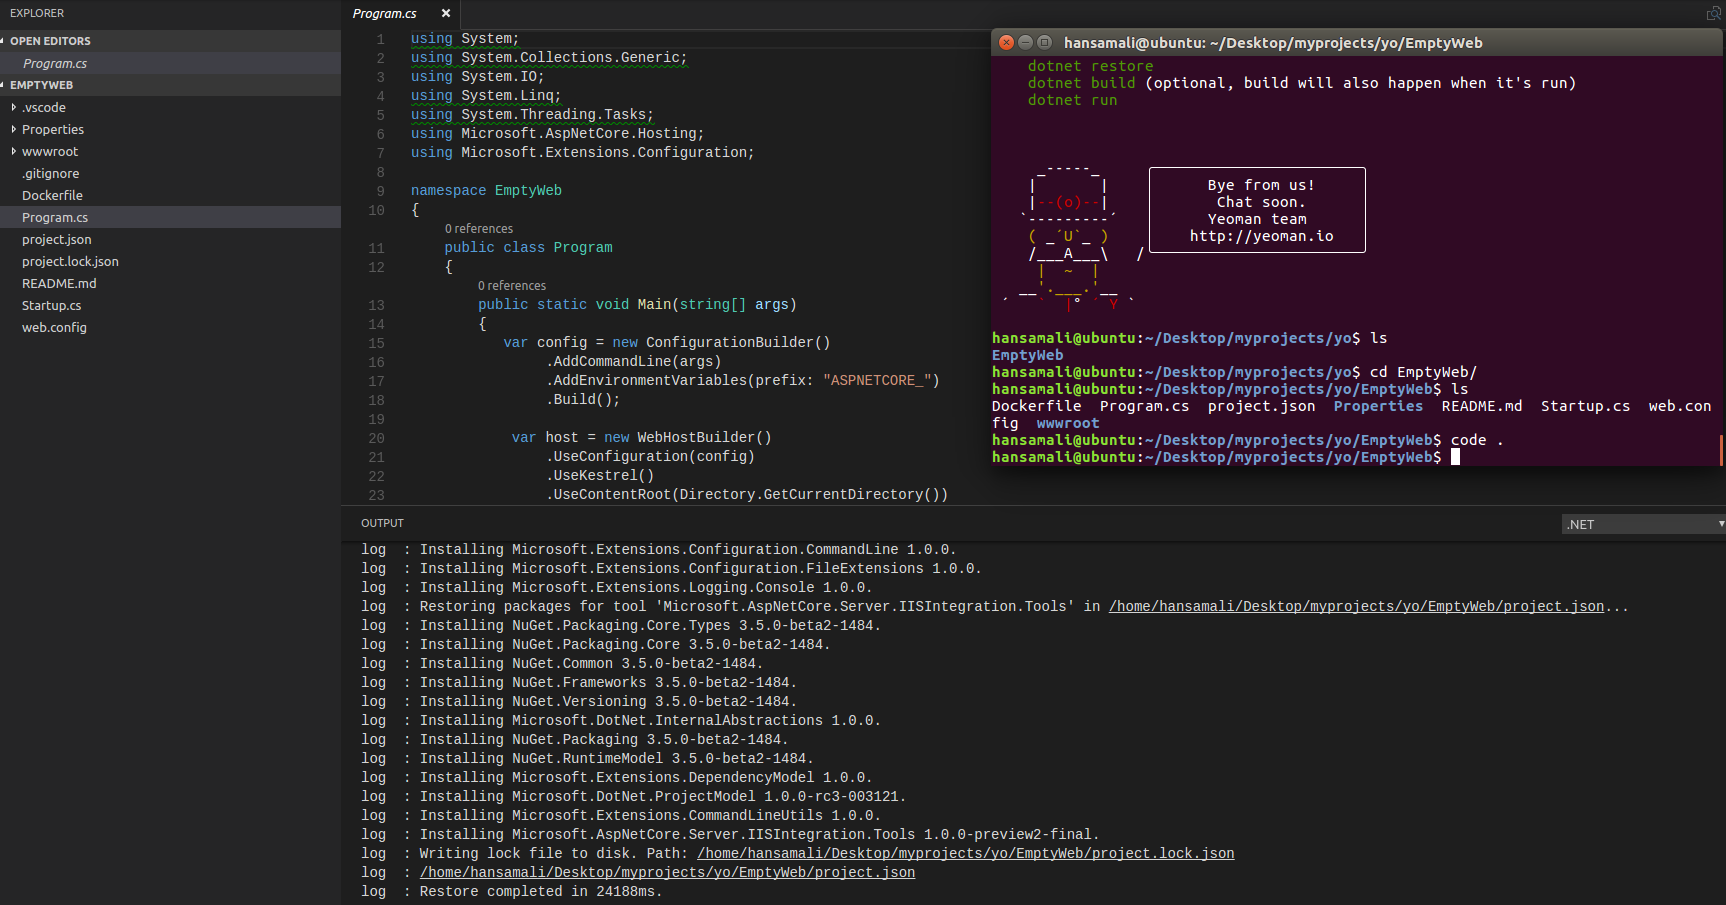 EXPLORER
OPEN EDITORS
Program.cs
EMPTYWEB
.vscode
Properties
wwwroot
.gitignore
Dockerfile
Program.cs
project.json
project.lock.json
README.md
Startup.cs
web.config
Program.cs ×
1 using System;
2 using System.Collections.Generic;
3 using System.IO;
4 using System.Linq;
5 using System.Threading.Tasks;
6 using Microsoft.AspNetCore.Hosting;
7 using Microsoft.Extensions.Configuration;
8
9 namespace EmptyWeb
10 {
0 references
11 public class Program
12 {
0 references
13 public static void Main(string[] args)
14 {
15 var config = new ConfigurationBuilder()
16 .AddCommandLine(args)
17 .AddEnvironmentVariables(prefix: "ASPNETCORE_")
18 .Build();
19
20 var host = new WebHostBuilder()
21 .UseConfiguration(config)
22 .UseKestrel()
23 .UseContentRoot(Directory.GetCurrentDirectory())
hansamali@ubuntu: ~/Desktop/myprojects/yo/EmptyWeb
dotnet restore
dotnet build (optional, build will also happen when it's run)
dotnet run
     _-----_
    |       |
    |--(o)--|
   `---------´
    ( _´U`_ )
    /___A___\   /
     |  ~  |
   __'.___.'__
 ´   `  |° ´ Y `
Bye from us!
Chat soon.
Yeoman team
http://yeoman.io
hansamali@ubuntu:~/Desktop/myprojects/yo$ ls
EmptyWeb
hansamali@ubuntu:~/Desktop/myprojects/yo$ cd EmptyWeb/
hansamali@ubuntu:~/Desktop/myprojects/yo/EmptyWeb$ ls
Dockerfile  Program.cs  project.json  Properties  README.md  Startup.cs  web.con
fig  wwwroot
hansamali@ubuntu:~/Desktop/myprojects/yo/EmptyWeb$ code .
hansamali@ubuntu:~/Desktop/myprojects/yo/EmptyWeb$
OUTPUT
.NET
log  : Installing Microsoft.Extensions.Configuration.CommandLine 1.0.0.
log  : Installing Microsoft.Extensions.Configuration.FileExtensions 1.0.0.
log  : Installing Microsoft.Extensions.Logging.Console 1.0.0.
log  : Restoring packages for tool 'Microsoft.AspNetCore.Server.IISIntegration.Tools' in /home/hansamali/Desktop/myprojects/yo/EmptyWeb/project.json...
log  : Installing NuGet.Packaging.Core.Types 3.5.0-beta2-1484.
log  : Installing NuGet.Packaging.Core 3.5.0-beta2-1484.
log  : Installing NuGet.Common 3.5.0-beta2-1484.
log  : Installing NuGet.Frameworks 3.5.0-beta2-1484.
log  : Installing NuGet.Versioning 3.5.0-beta2-1484.
log  : Installing Microsoft.DotNet.InternalAbstractions 1.0.0.
log  : Installing NuGet.Packaging 3.5.0-beta2-1484.
log  : Installing NuGet.RuntimeModel 3.5.0-beta2-1484.
log  : Installing Microsoft.Extensions.DependencyModel 1.0.0.
log  : Installing Microsoft.DotNet.ProjectModel 1.0.0-rc3-003121.
log  : Installing Microsoft.Extensions.CommandLineUtils 1.0.0.
log  : Installing Microsoft.AspNetCore.Server.IISIntegration.Tools 1.0.0-preview2-final.
log  : Writing lock file to disk. Path: /home/hansamali/Desktop/myprojects/yo/EmptyWeb/project.lock.json
log  : /home/hansamali/Desktop/myprojects/yo/EmptyWeb/project.json
log  : Restore completed in 24188ms.